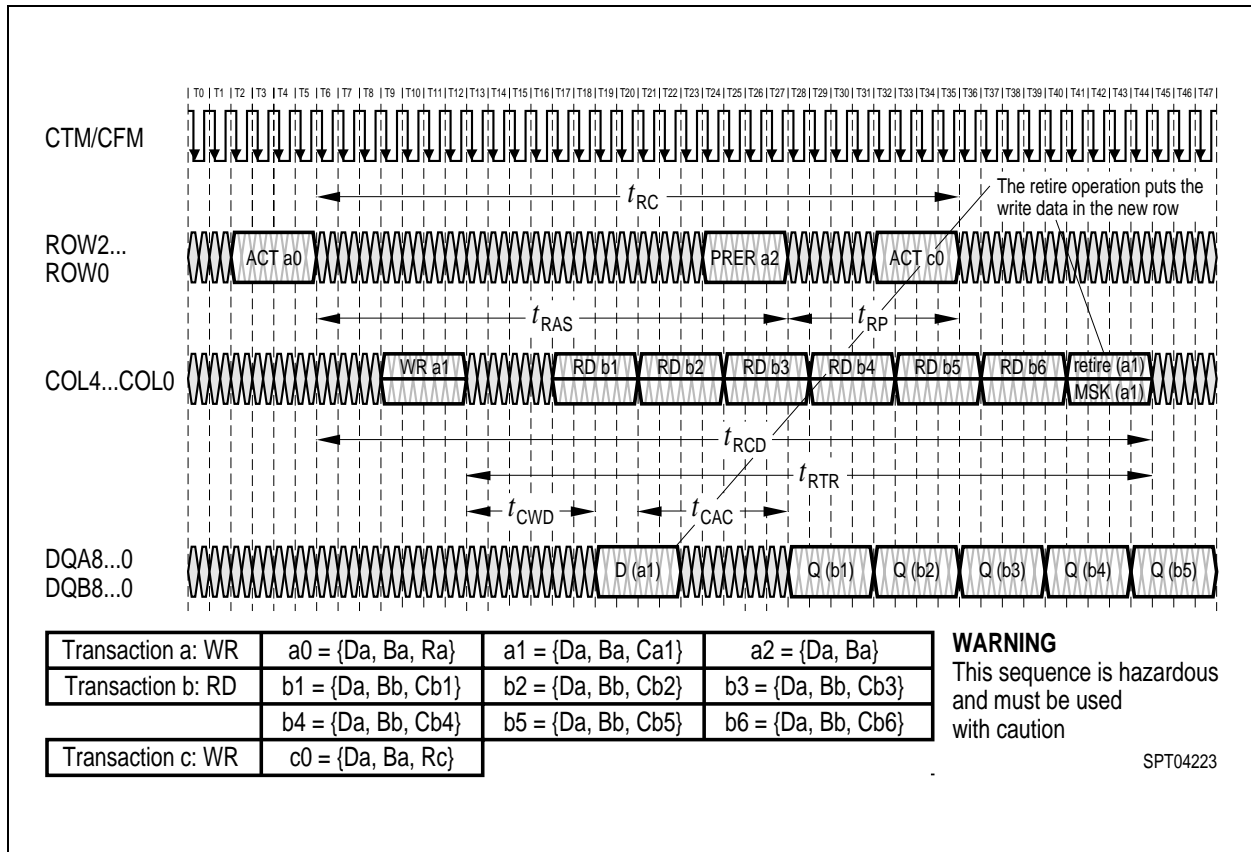 T0 T1 T2 T3 T4 T5 T6 T7 T8 T9 T10 T11 T12 T13 T14 T15 T16 T17 T18 T19 T20 T21 T22 T23 T24 T25 T26 T27 T28 T29 T30 T31 T32 T33 T34 T35 T36 T37 T38 T39 T40 T41 T42 T43 T44 T45 T46 T47
CTM/CFM
tRC
The retire operation puts the
write data in the new row
ROW2...
ROW0
ACT a0 PRER a2 ACT c0
tRAS tRP
COL4...COL0
WR a1 RD b1 RD b2 RD b3 RD b4 RD b5 RD b6 retire (a1)
MSK (a1)
tRCD
tRTR
tCWD tCAC
DQA8...0
DQB8...0
D (a1) Q (b1) Q (b2) Q (b3) Q (b4) Q (b5)
Transaction a: WR a0 = {Da, Ba, Ra} a1 = {Da, Ba, Ca1} a2 = {Da, Ba}
Transaction b: RD b1 = {Da, Bb, Cb1} b2 = {Da, Bb, Cb2} b3 = {Da, Bb, Cb3}
b4 = {Da, Bb, Cb4} b5 = {Da, Bb, Cb5} b6 = {Da, Bb, Cb6}
Transaction c: WR c0 = {Da, Ba, Rc}
WARNING
This sequence is hazardous
and must be used
with caution
SPT04223